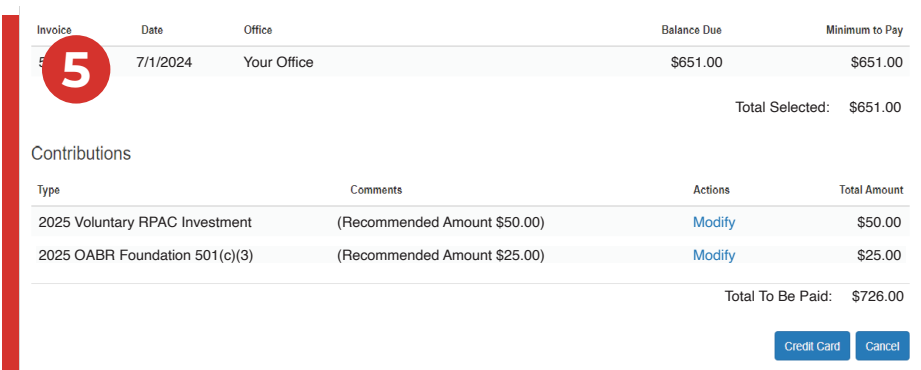 Invoice Date Office Balance Due Minimum to Pay
5 7/1/2024 Your Office $651.00 $651.00
Total Selected: $651.00
Contributions
Type Comments Actions Total Amount
2025 Voluntary RPAC Investment (Recommended Amount $50.00) Modify $50.00
2025 OABR Foundation 501(c)(3) (Recommended Amount $25.00) Modify $25.00
Total To Be Paid: $726.00
Credit Card Cancel